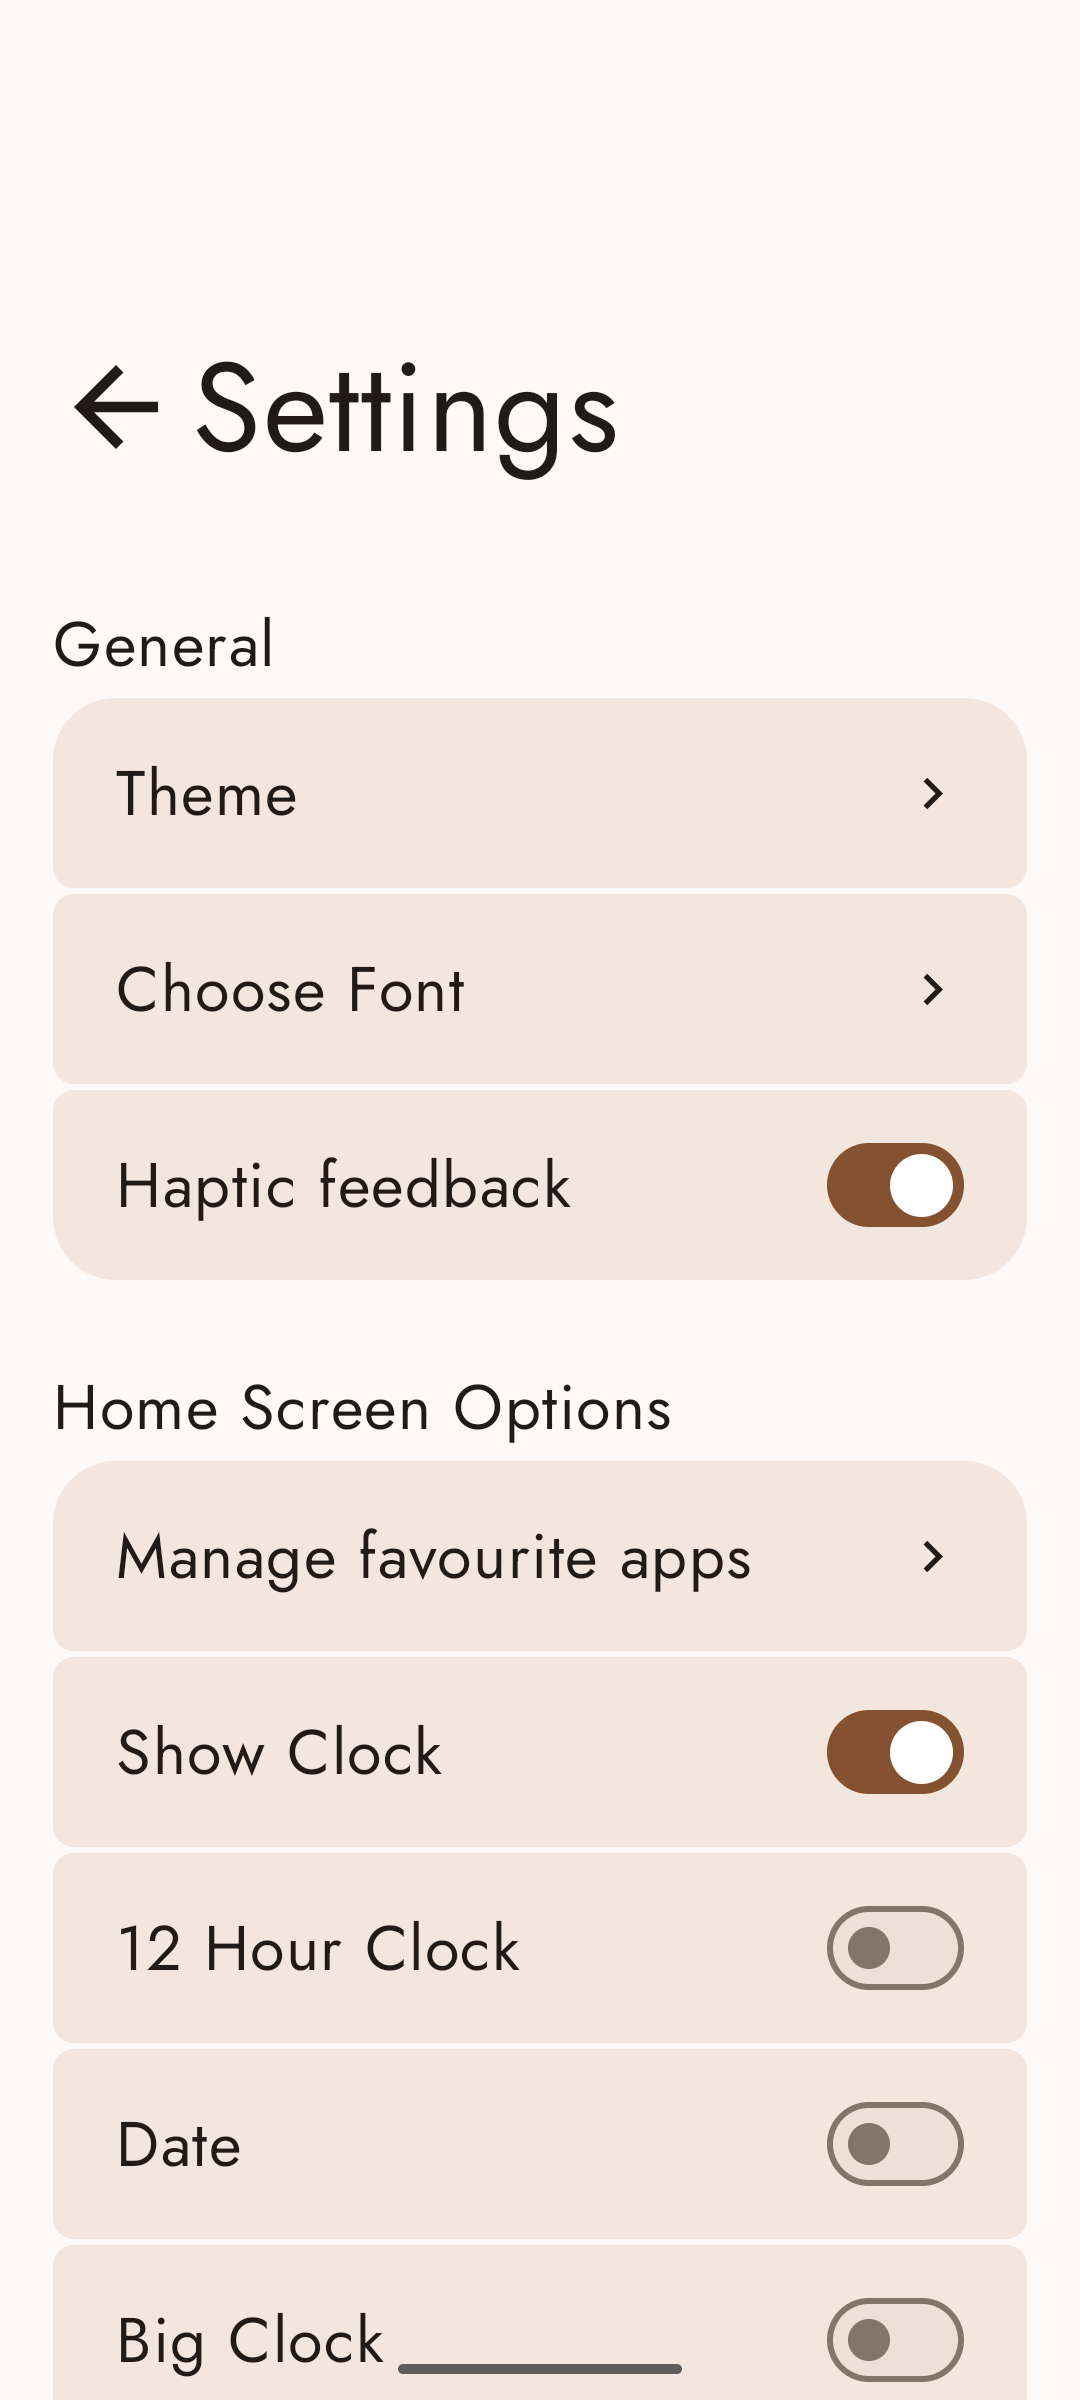 Settings
General
Theme
Choose Font
Haptic feedback
Home Screen Options
Manage favourite apps
Show Clock
12 Hour Clock
Date
Big Clock